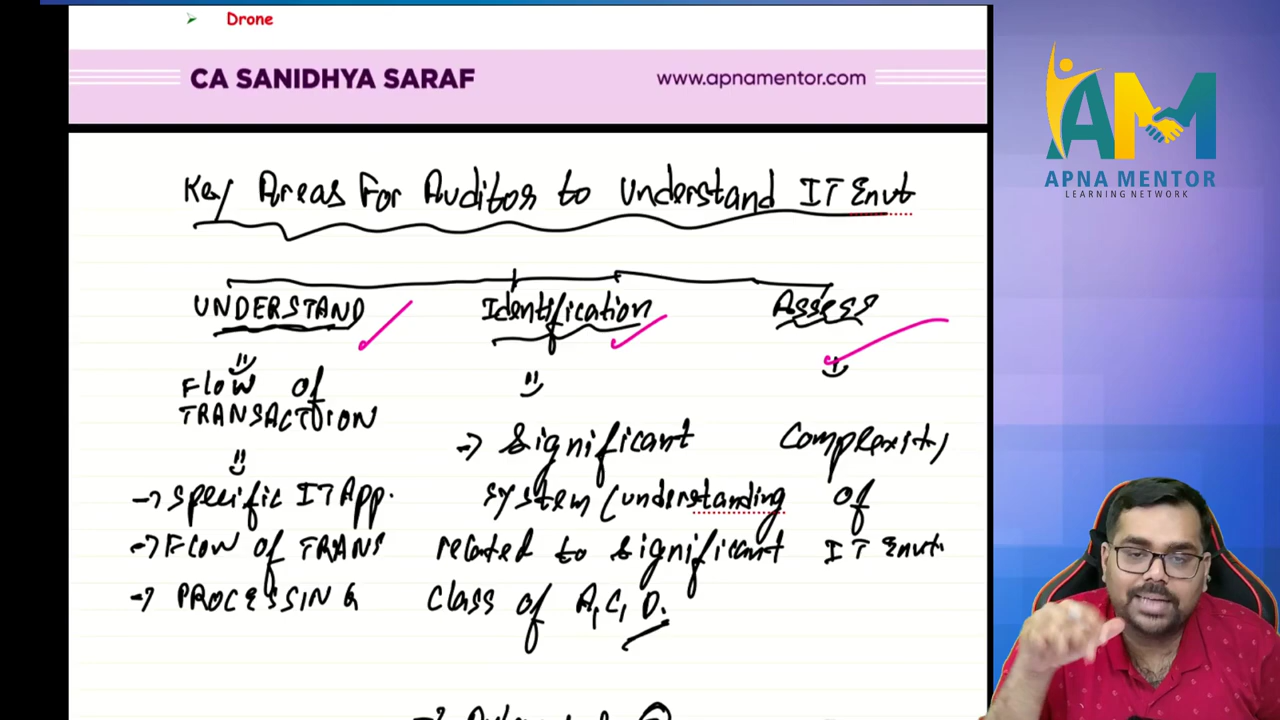 Drone
CA SANIDHYA SARAF
www.apnamentor.com
AM
APNA MENTOR
LEARNING NETWORK
Key Areas For Auditor to Understand IT Envt
UNDERSTAND
Identification
Assess
Flow of
TRANSACTION
→ Specific IT App.
→ Flow of TRANS
→ PROCESSING
→ Significant
system (understanding
related to significant
class of A, C, D.
Complexity
of
IT Envt.